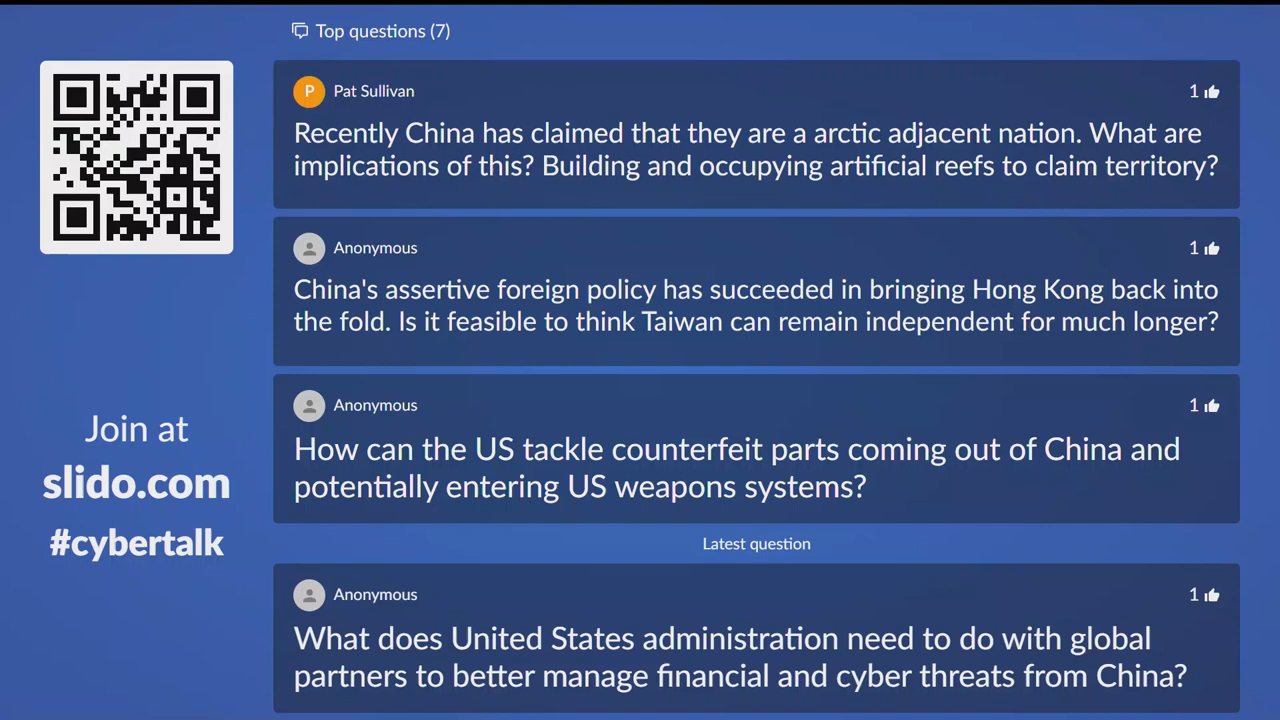 Top questions (7)
P Pat Sullivan 1
Recently China has claimed that they are a arctic adjacent nation. What are
implications of this? Building and occupying artificial reefs to claim territory?
Anonymous 1
China's assertive foreign policy has succeeded in bringing Hong Kong back into
the fold. Is it feasible to think Taiwan can remain independent for much longer?
Anonymous 1
How can the US tackle counterfeit parts coming out of China and
potentially entering US weapons systems?
Latest question
Anonymous 1
What does United States administration need to do with global
partners to better manage financial and cyber threats from China?
Join at
slido.com
#cybertalk